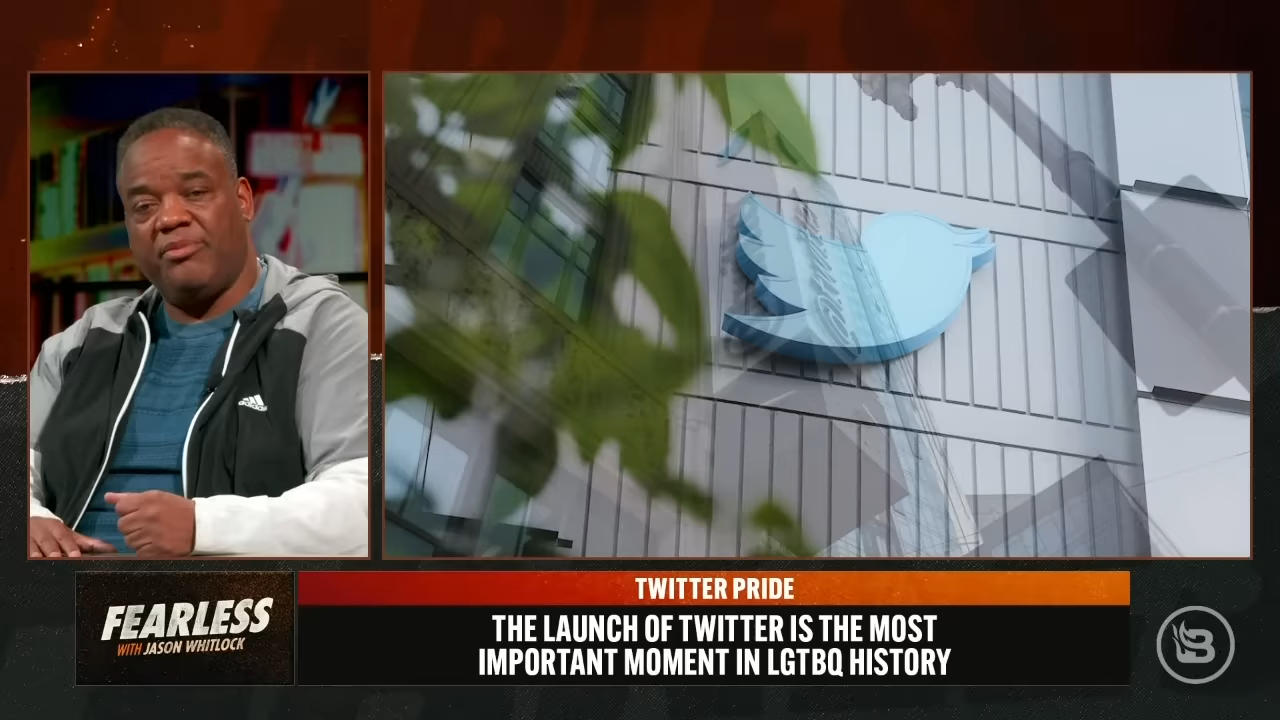 adidas
TWITTER PRIDE
FEARLESS
WITH JASON WHITLOCK
THE LAUNCH OF TWITTER IS THE MOST
IMPORTANT MOMENT IN LGTBQ HISTORY
B